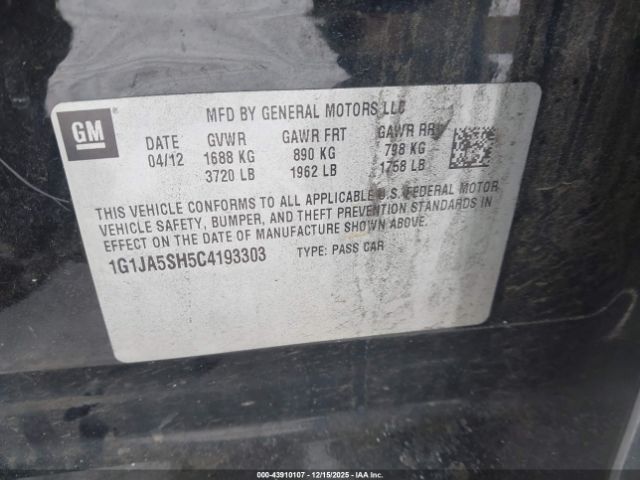 GM
MFD BY GENERAL MOTORS LLC
DATE GVWR GAWR FRT GAWR RR
04/12 1688 KG 890 KG 798 KG
3720 LB 1962 LB 1758 LB
THIS VEHICLE CONFORMS TO ALL APPLICABLE U.S. FEDERAL MOTOR
VEHICLE SAFETY, BUMPER, AND THEFT PREVENTION STANDARDS IN
EFFECT ON THE DATE OF MANUFACTURE SHOWN ABOVE.
1G1JA5SH5C4193303 TYPE: PASS CAR
000-43910107 - 12/15/2025 - IAAI.COM